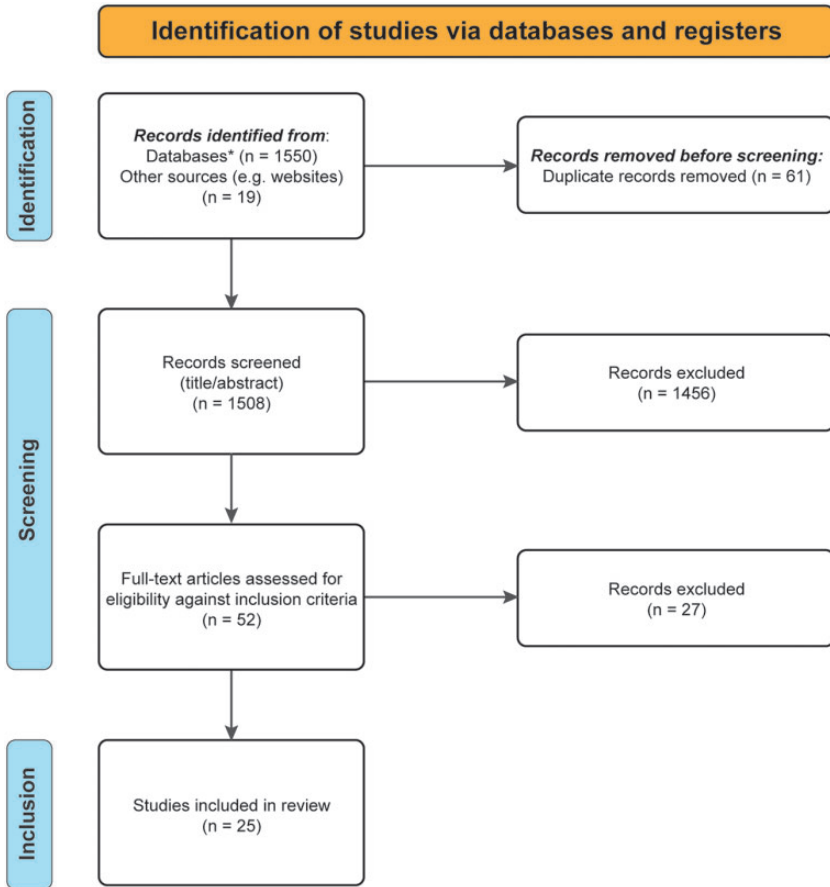 Identification of studies via databases and registers
Identification
Records identified from:
Databases* (n = 1550)
Other sources (e.g. websites)
(n = 19)
Records removed before screening:
Duplicate records removed (n = 61)
Screening
Records screened
(title/abstract)
(n = 1508)
Records excluded
(n = 1456)
Full-text articles assessed for
eligibility against inclusion criteria
(n = 52)
Records excluded
(n = 27)
Inclusion
Studies included in review
(n = 25)